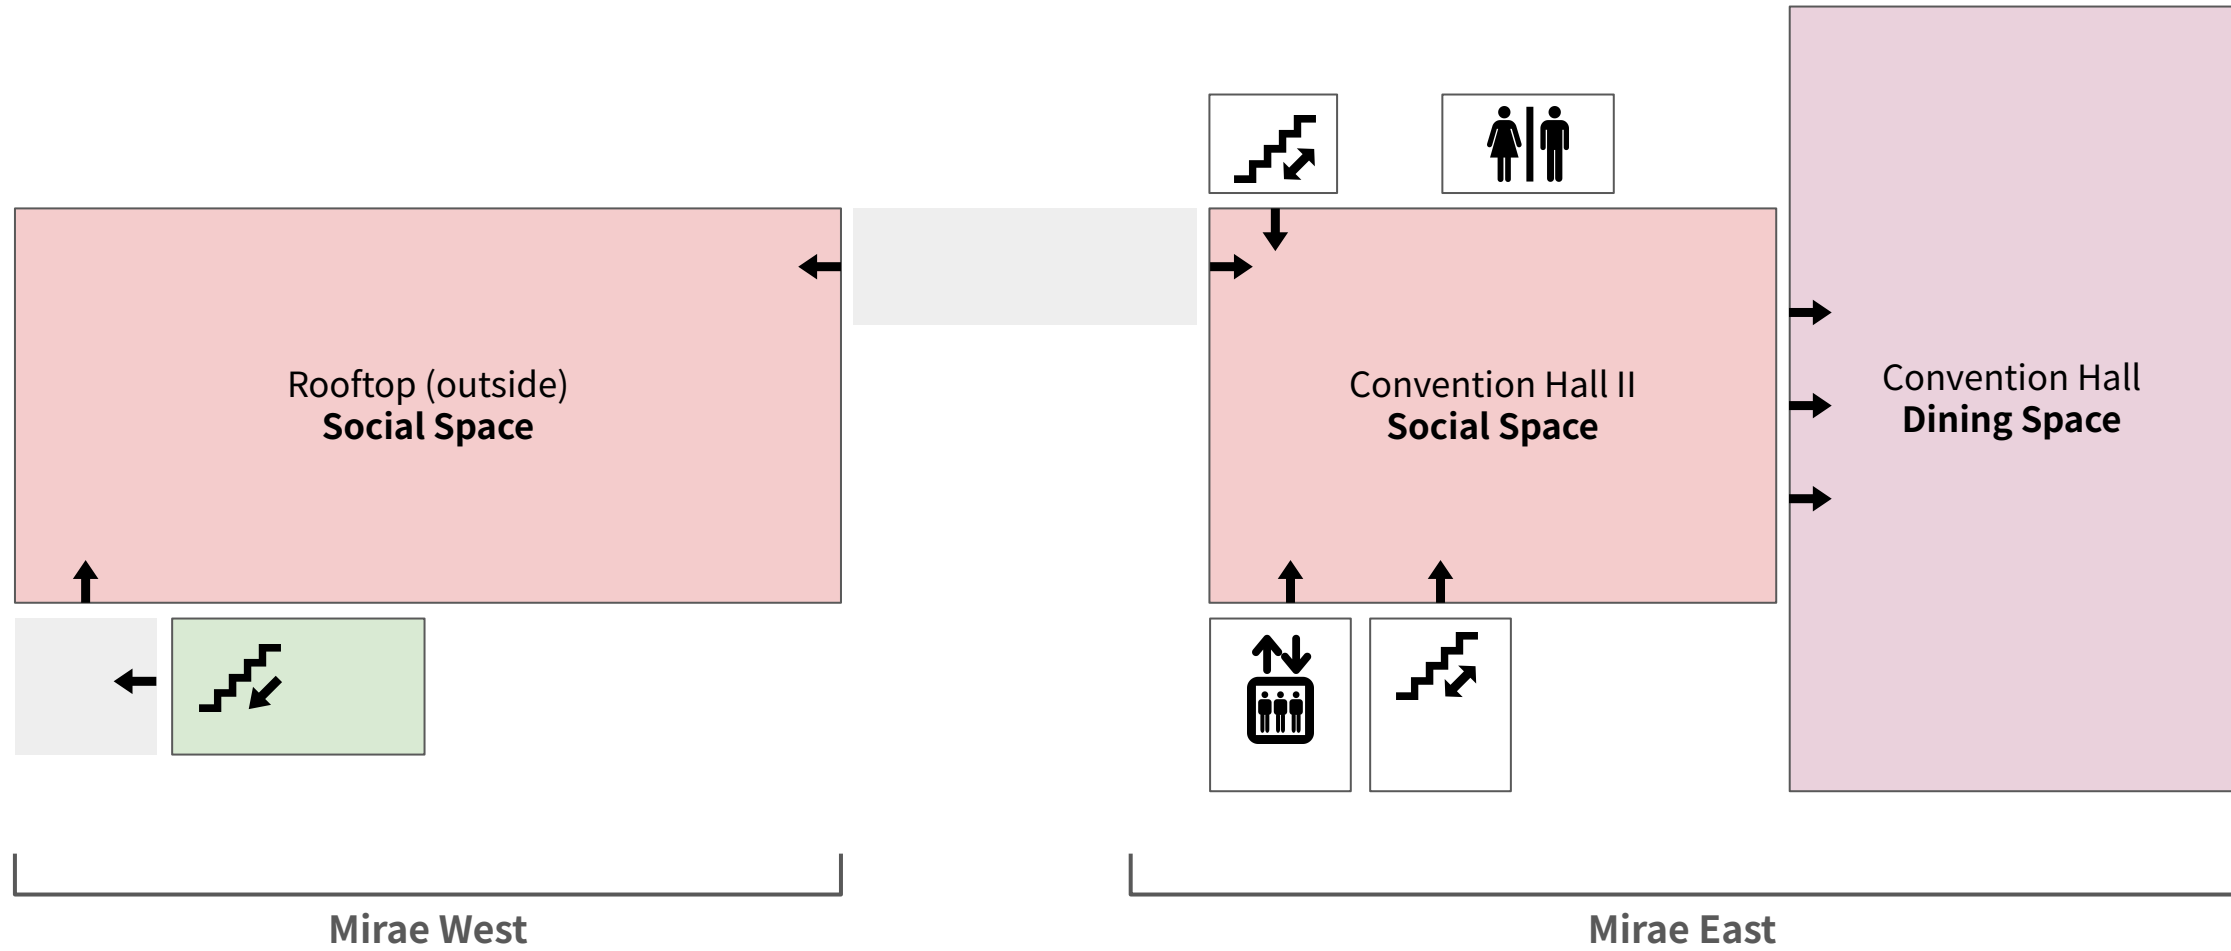 Rooftop (outside)
Social Space
Convention Hall II
Social Space
Convention Hall
Dining Space
Mirae West
Mirae East